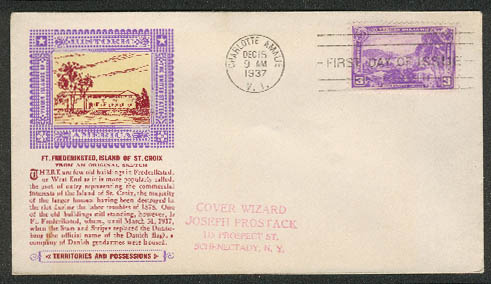 HISTORIC
AMERICA
FT. FREDERIKSTED, ISLAND OF ST. CROIX
FROM AN ORIGINAL SKETCH
THERE are few old buildings in Frederiksted,
or West End as it is more popularly called,
the port of entry representing the commercial
interests of the Island of St. Croix, the majority
of the larger houses having been destroyed in
the riot during the labor troubles of 1878. One
of the old buildings still standing, however, is
Ft. Frederiksted, where, until March 31, 1917,
when the Stars and Stripes replaced the Danne-
brog (the official name of the Danish flag), a
company of Danish gendarmes were housed.
« TERRITORIES AND POSSESSIONS »
CHARLOTTE AMALIE
DEC 15
9 AM
1937
V. I.
FIRST DAY OF ISSUE
3 3
COVER WIZARD
JOSEPH PROSTACK
PROSPECT ST.
SCHENECTADY, N. Y.